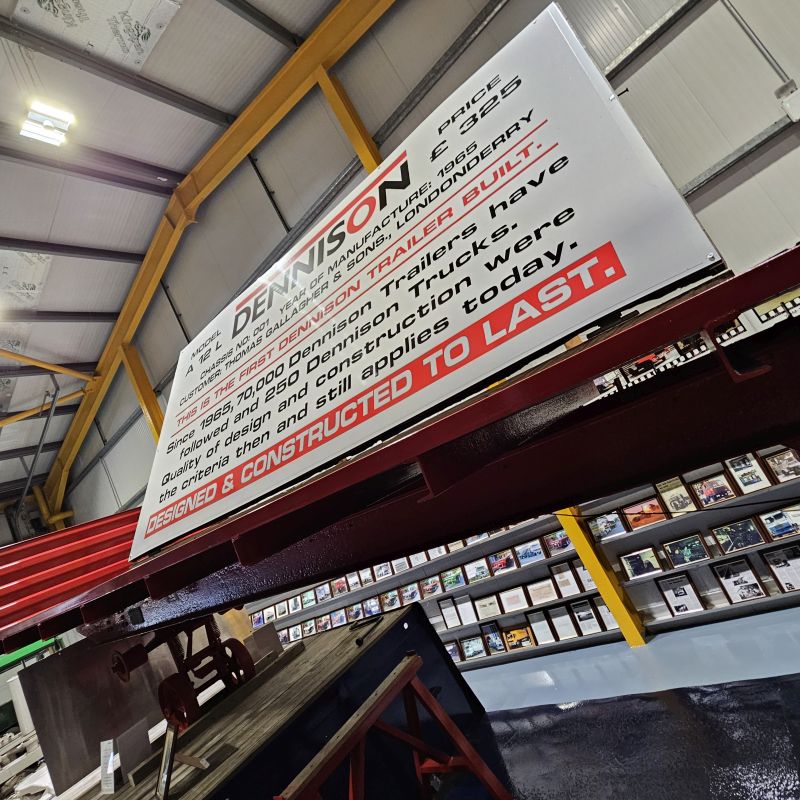 MODEL
A 12 L
DENNISON
PRICE
£ 325
CHASSIS NO: 001 YEAR OF MANUFACTURE: 1965
CUSTOMER: THOMAS GALLAGHER & SONS., LONDONDERRY
THIS IS THE FIRST DENNISON TRAILER BUILT.
Since 1965, 70,000 Dennison Trailers have
followed and 250 Dennison Trucks.
Quality of design and construction were
the criteria then and still applies today.
DESIGNED & CONSTRUCTED TO LAST.